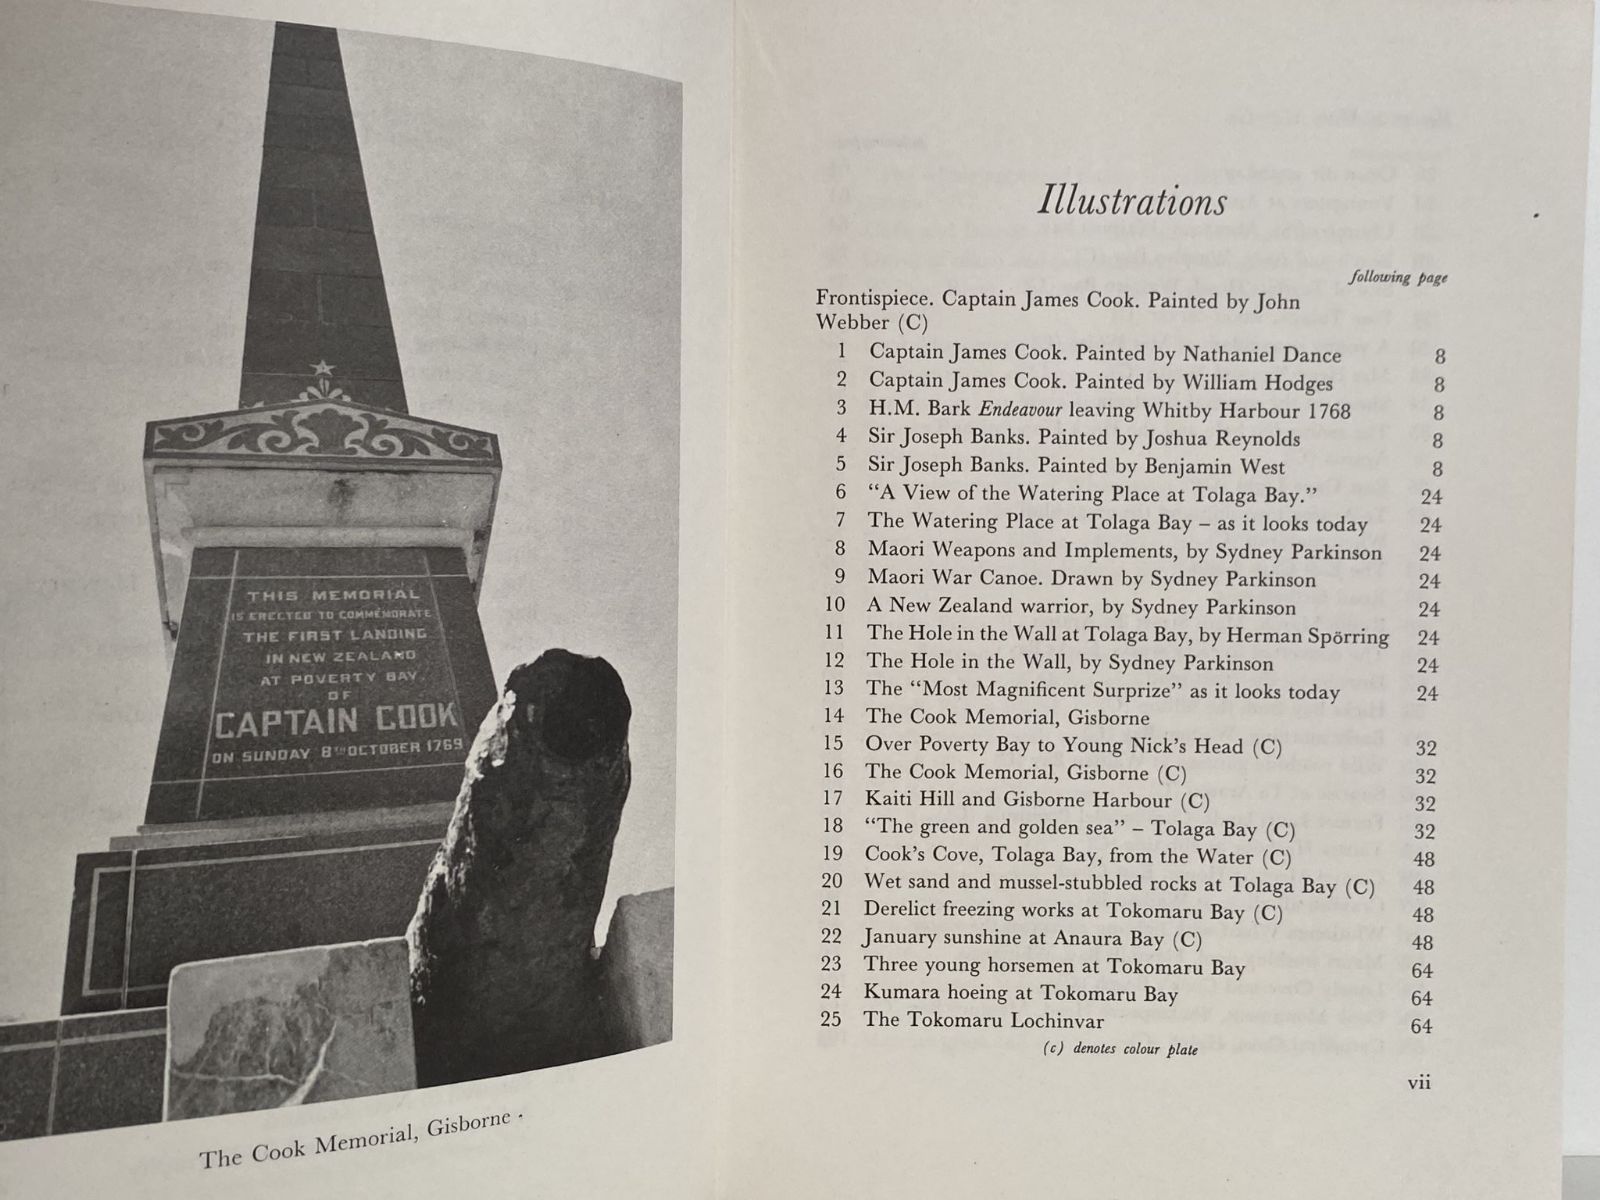 THIS MEMORIAL
IS ERECTED TO COMMEMORATE
THE FIRST LANDING
IN NEW ZEALAND
AT POVERTY BAY.
OF
CAPTAIN COOK
ON SUNDAY 8TH OCTOBER 1769
The Cook Memorial, Gisborne
Illustrations
following page
Frontispiece. Captain James Cook. Painted by John
Webber (C)
1 Captain James Cook. Painted by Nathaniel Dance 8
2 Captain James Cook. Painted by William Hodges 8
3 H.M. Bark Endeavour leaving Whitby Harbour 1768 8
4 Sir Joseph Banks. Painted by Joshua Reynolds 8
5 Sir Joseph Banks. Painted by Benjamin West 8
6 “A View of the Watering Place at Tolaga Bay.” 24
7 The Watering Place at Tolaga Bay – as it looks today 24
8 Maori Weapons and Implements, by Sydney Parkinson 24
9 Maori War Canoe. Drawn by Sydney Parkinson 24
10 A New Zealand warrior, by Sydney Parkinson 24
11 The Hole in the Wall at Tolaga Bay, by Herman Spörring 24
12 The Hole in the Wall, by Sydney Parkinson 24
13 The “Most Magnificent Surprize” as it looks today 24
14 The Cook Memorial, Gisborne
15 Over Poverty Bay to Young Nick’s Head (C) 32
16 The Cook Memorial, Gisborne (C) 32
17 Kaiti Hill and Gisborne Harbour (C) 32
18 “The green and golden sea” – Tolaga Bay (C) 32
19 Cook’s Cove, Tolaga Bay, from the Water (C) 48
20 Wet sand and mussel-stubbled rocks at Tolaga Bay (C) 48
21 Derelict freezing works at Tokomaru Bay (C) 48
22 January sunshine at Anaura Bay (C) 48
23 Three young horsemen at Tokomaru Bay 64
24 Kumara hoeing at Tokomaru Bay 64
25 The Tokomaru Lochinvar 64
(c) denotes colour plate
vii